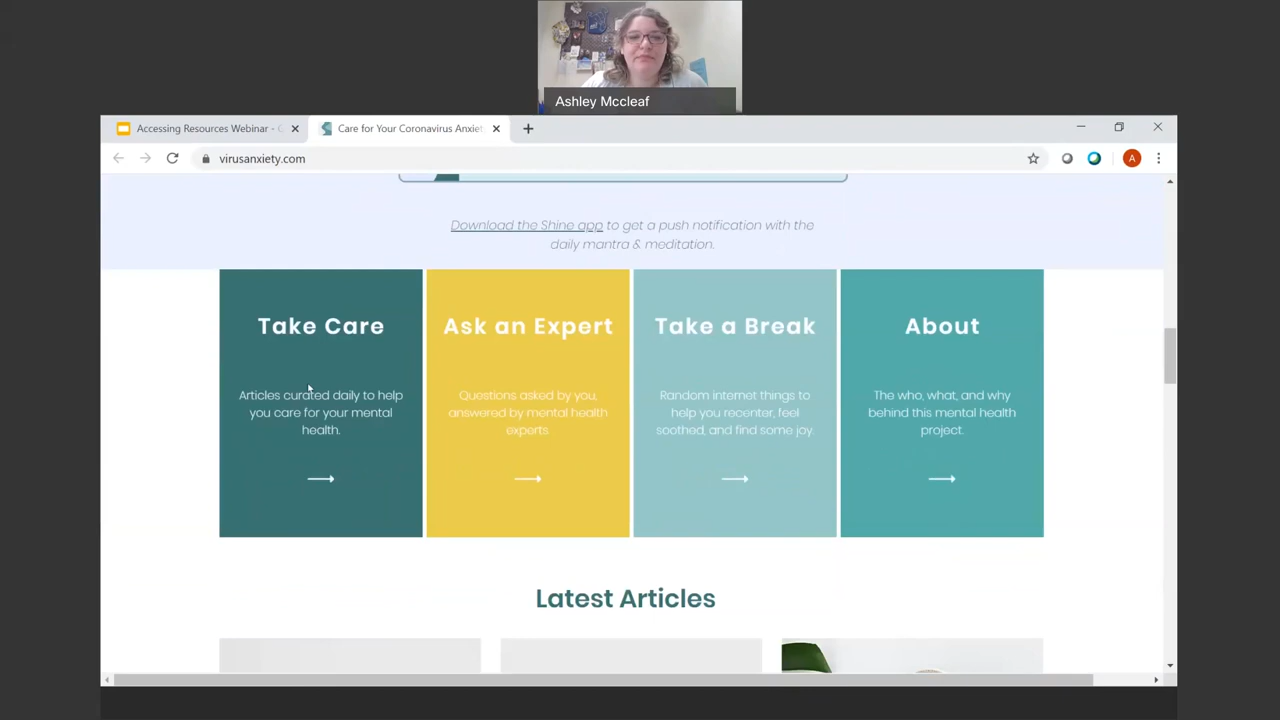 Ashley Mccleaf
Accessing Resources Webinar -
Care for Your Coronavirus Anxiet
virusanxiety.com
A
Download the Shine app to get a push notification with the
daily mantra & meditation.
Take Care
Articles curated daily to help
you care for your mental
health.
Ask an Expert
Questions asked by you,
answered by mental health
experts
Take a Break
Random internet things to
help you recenter, feel
soothed, and find some joy
About
The who, what, and why
behind this mental health
project.
Latest Articles